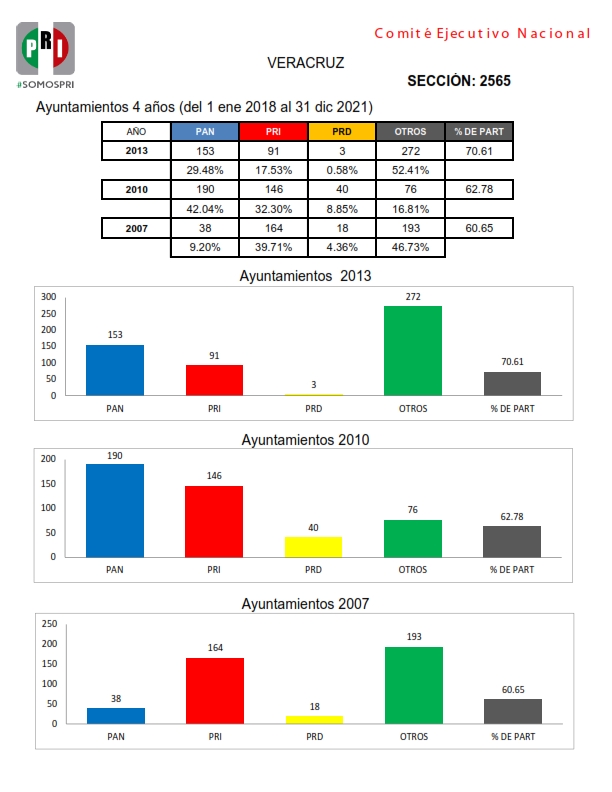 Comité Ejecutivo Nacional
PRI
#SOMOSPRI
VERACRUZ
SECCIÓN: 2565
Ayuntamientos 4 años (del 1 ene 2018 al 31 dic 2021)
AÑO PAN PRI PRD OTROS % DE PART
2013 153 91 3 272 70.61
29.48% 17.53% 0.58% 52.41%
2010 190 146 40 76 62.78
42.04% 32.30% 8.85% 16.81%
2007 38 164 18 193 60.65
9.20% 39.71% 4.36% 46.73%
Ayuntamientos 2013
300
250
200
150
100
50
0
153 91 3 272 70.61
PAN PRI PRD OTROS % DE PART
Ayuntamientos 2010
200
150
100
50
0
190 146 40 76 62.78
PAN PRI PRD OTROS % DE PART
Ayuntamientos 2007
250
200
150
100
50
0
38 164 18 193 60.65
PAN PRI PRD OTROS % DE PART